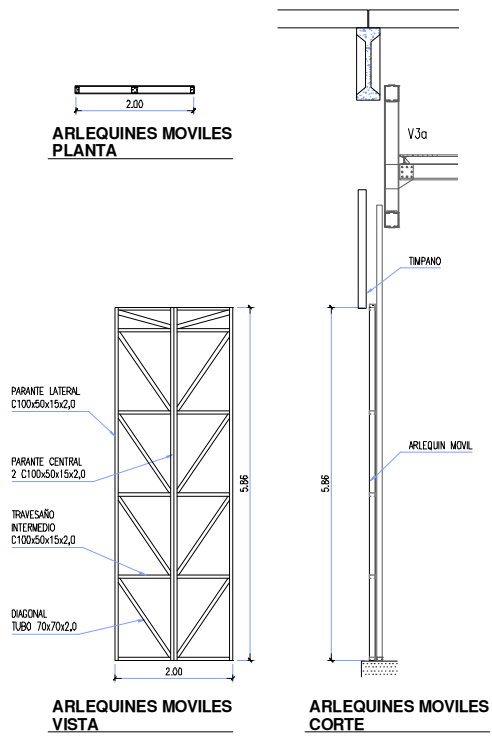 2.00
ARLEQUINES MOVILES
PLANTA
V.3a
TIMPANO
PARANTE LATERAL
C100x50x15x2,0
PARANTE CENTRAL
2 C100x50x15x2,0
TRAVESAÑO
INTERMEDIO
C100x50x15x2,0
DIAGONAL
TUBO 70x70x2,0
5.86
5.86
ARLEQUIN MOVIL
2.00
ARLEQUINES MOVILES
VISTA
ARLEQUINES MOVILES
CORTE